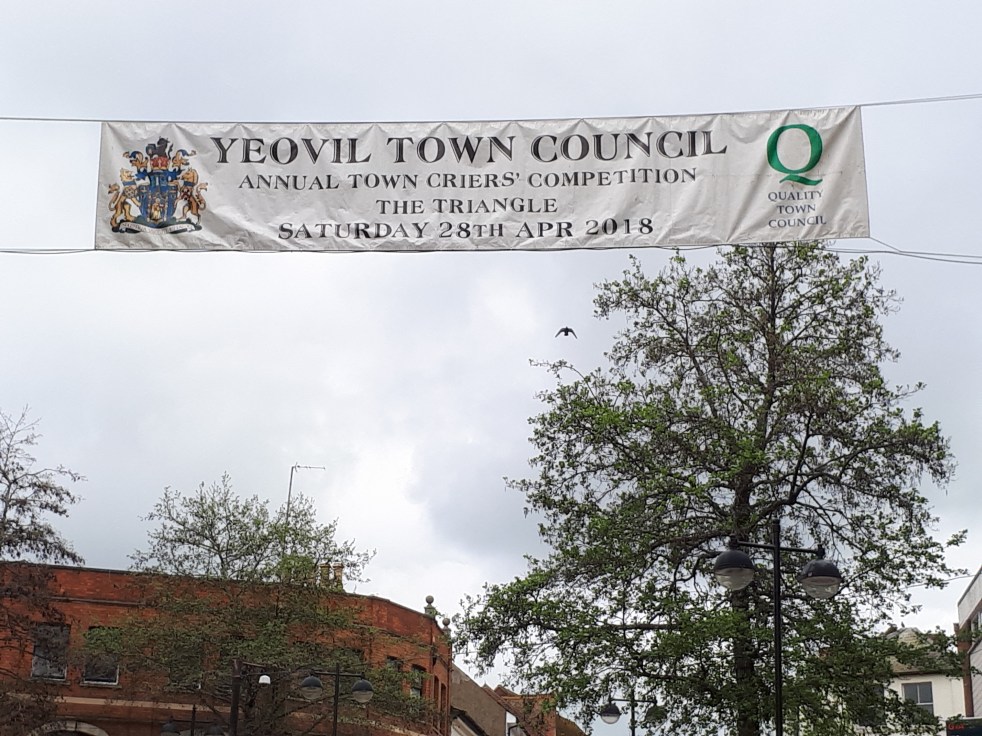 YEOVIL TOWN COUNCIL
ANNUAL TOWN CRIERS' COMPETITION
THE TRIANGLE
SATURDAY 28TH APR 2018
Q
QUALITY
TOWN
COUNCIL